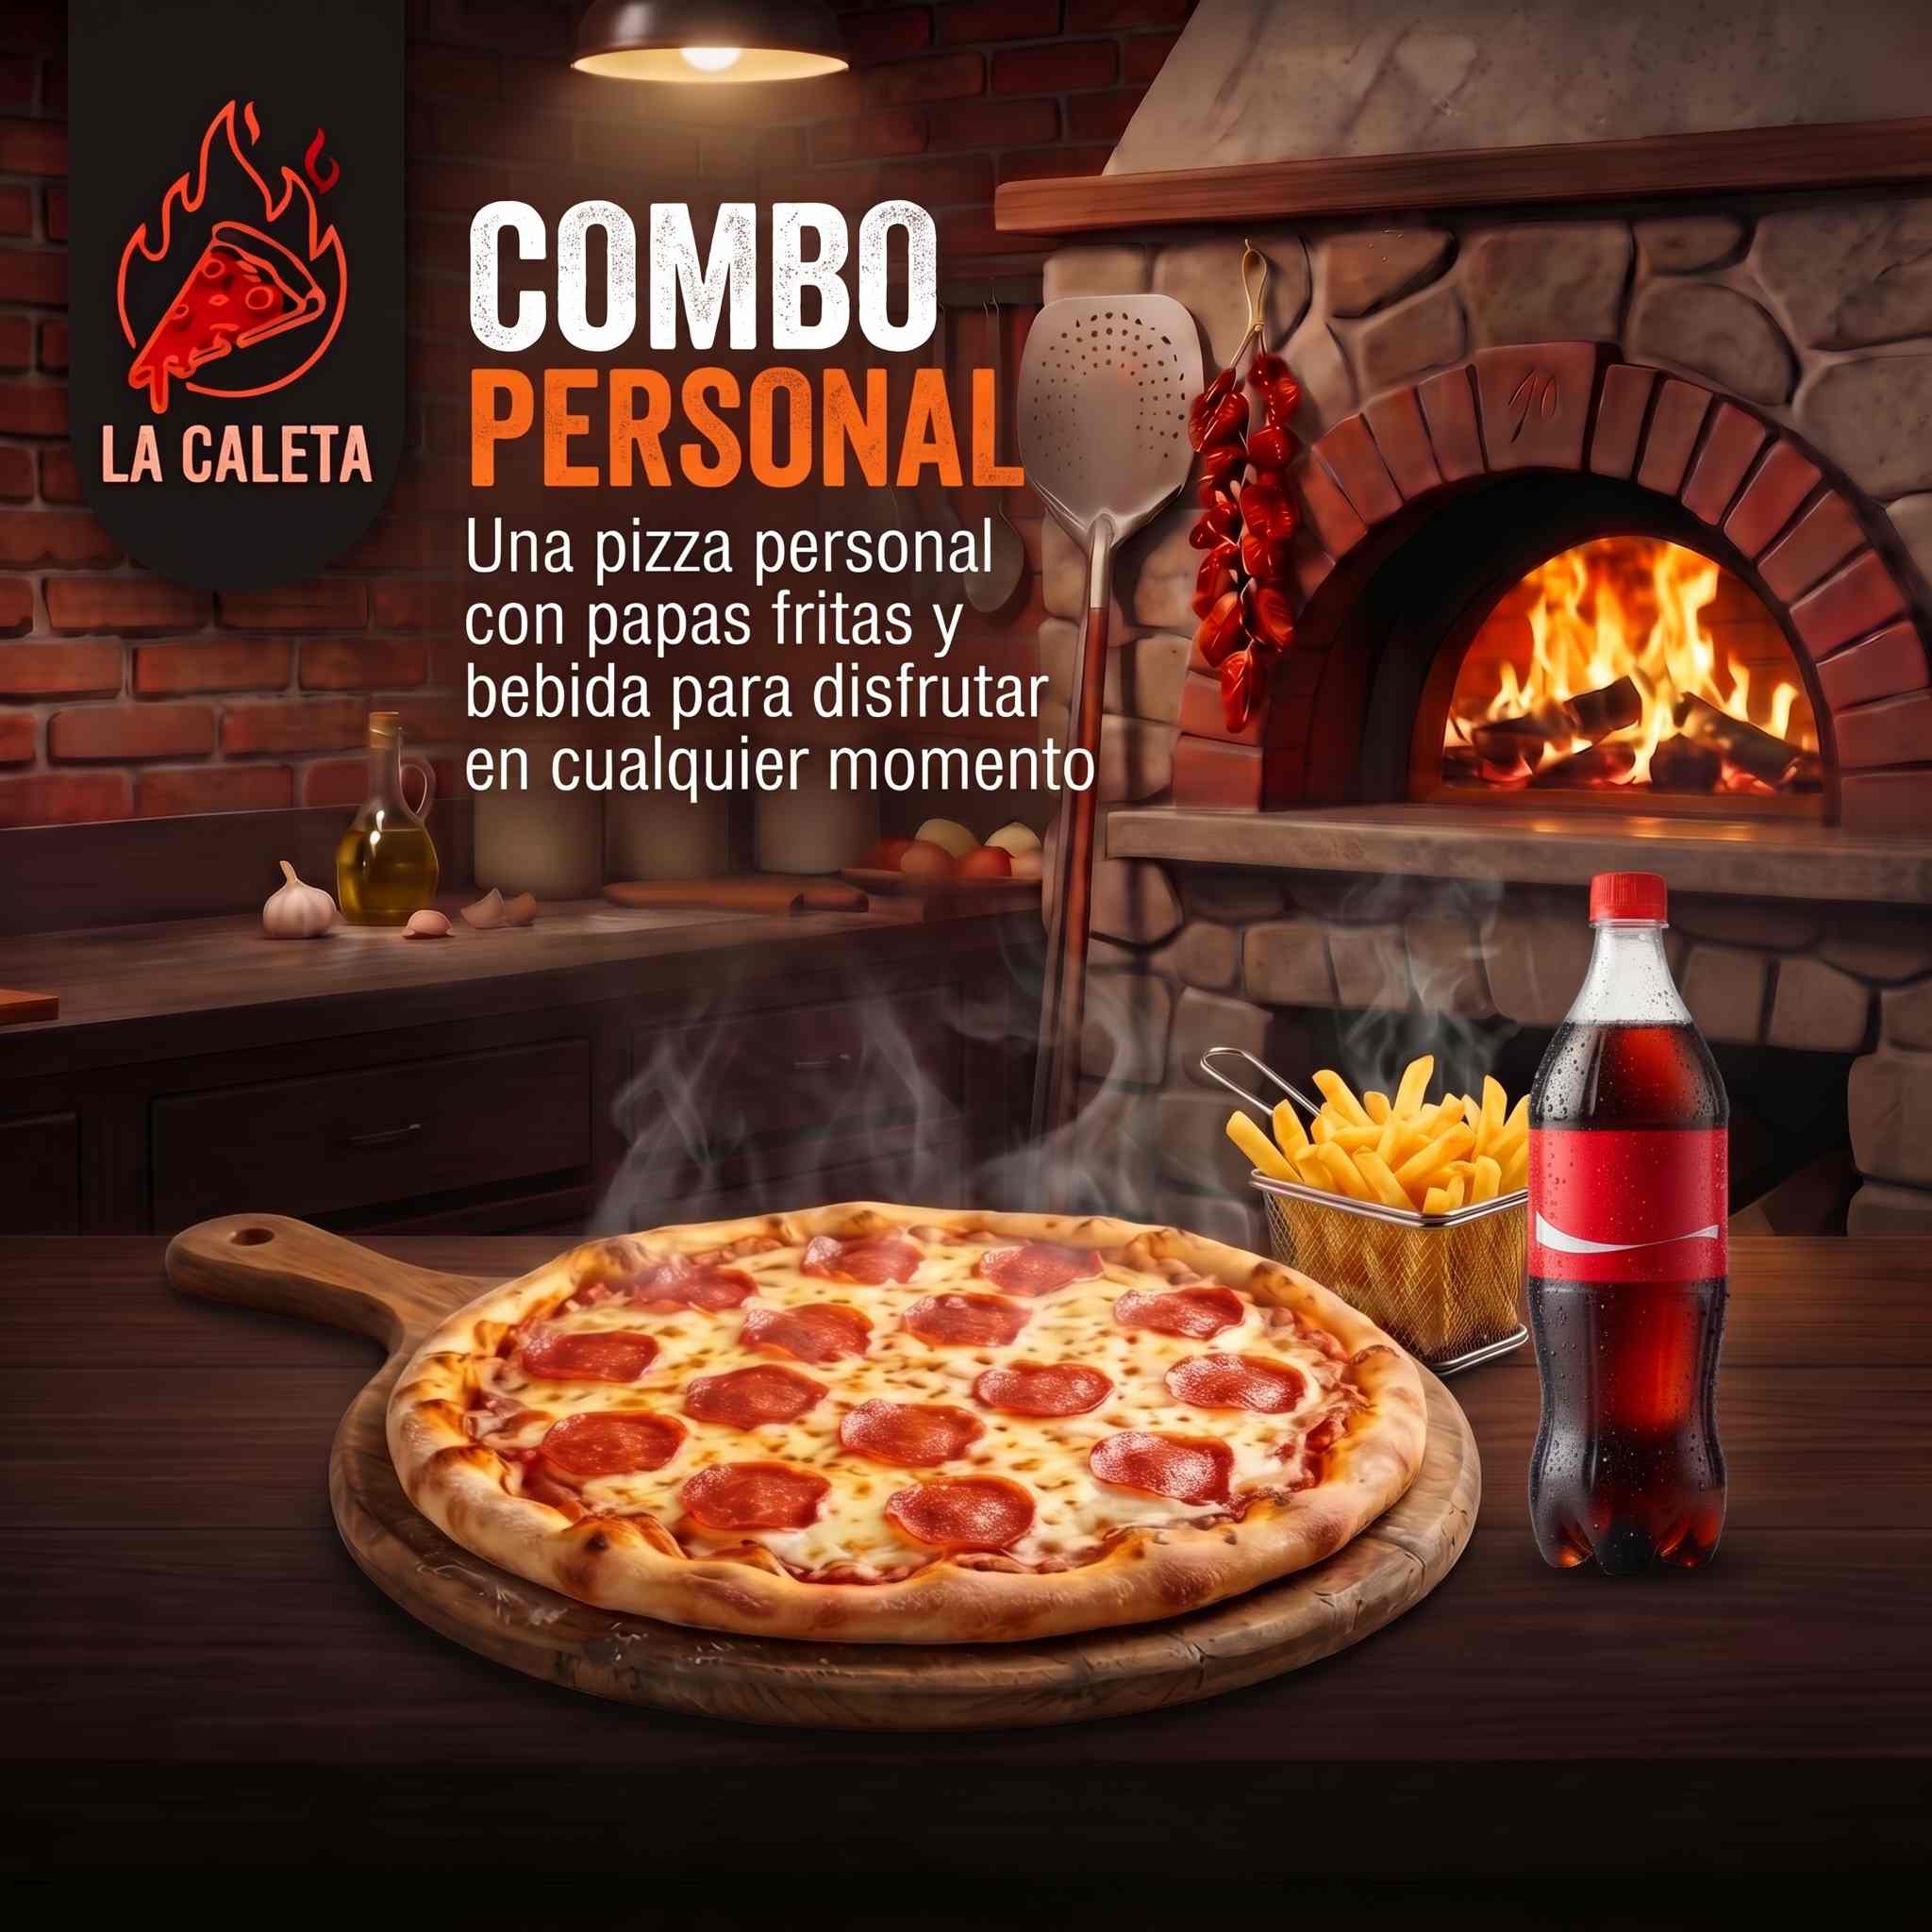 LA CALETA
COMBO
PERSONAL
Una pizza personal
con papas fritas y
bebida para disfrutar
en cualquier momento